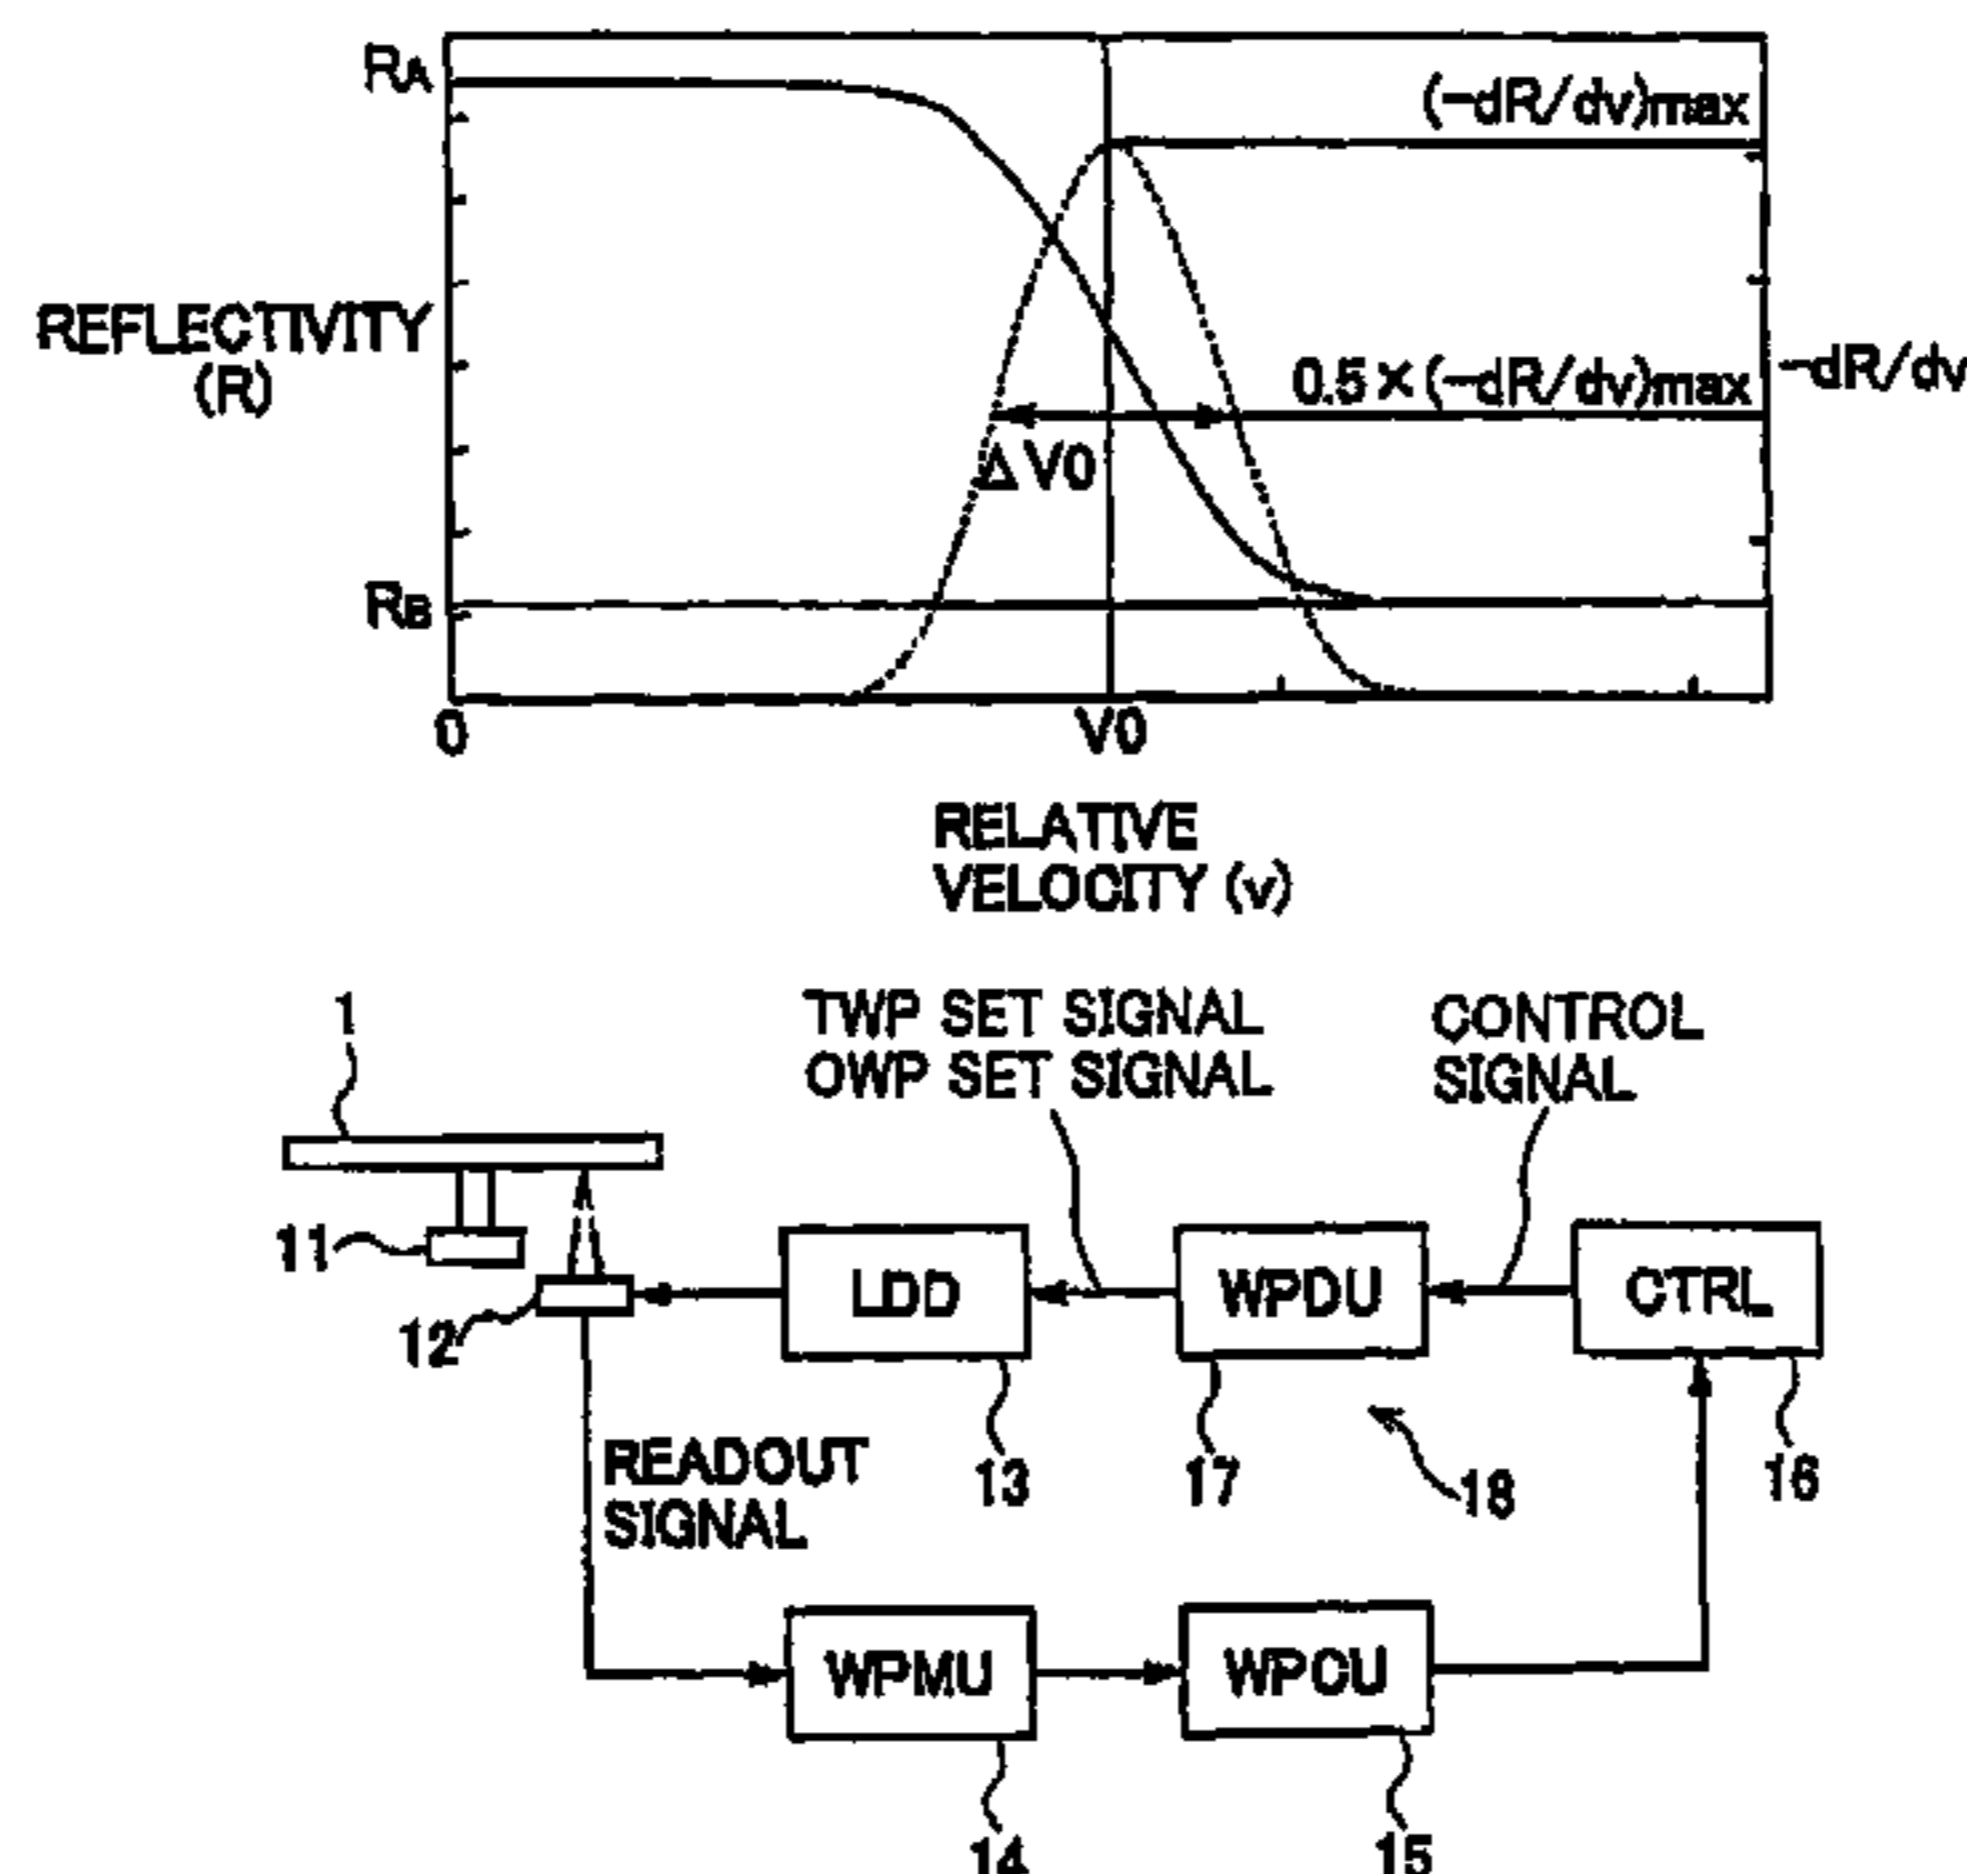 RA
(-dR/dv)max
REFLECTIVITY
(R)
0.5×(-dR/dv)max
-dR/dv
ΔV0
RB
0
V0
RELATIVE
VELOCITY (v)
1
TWP SET SIGNAL
OWP SET SIGNAL
CONTROL
SIGNAL
11
12
LDD
WPDU
CTRL
READOUT
SIGNAL
13
17
18
16
WPMU
WPCU
14
15